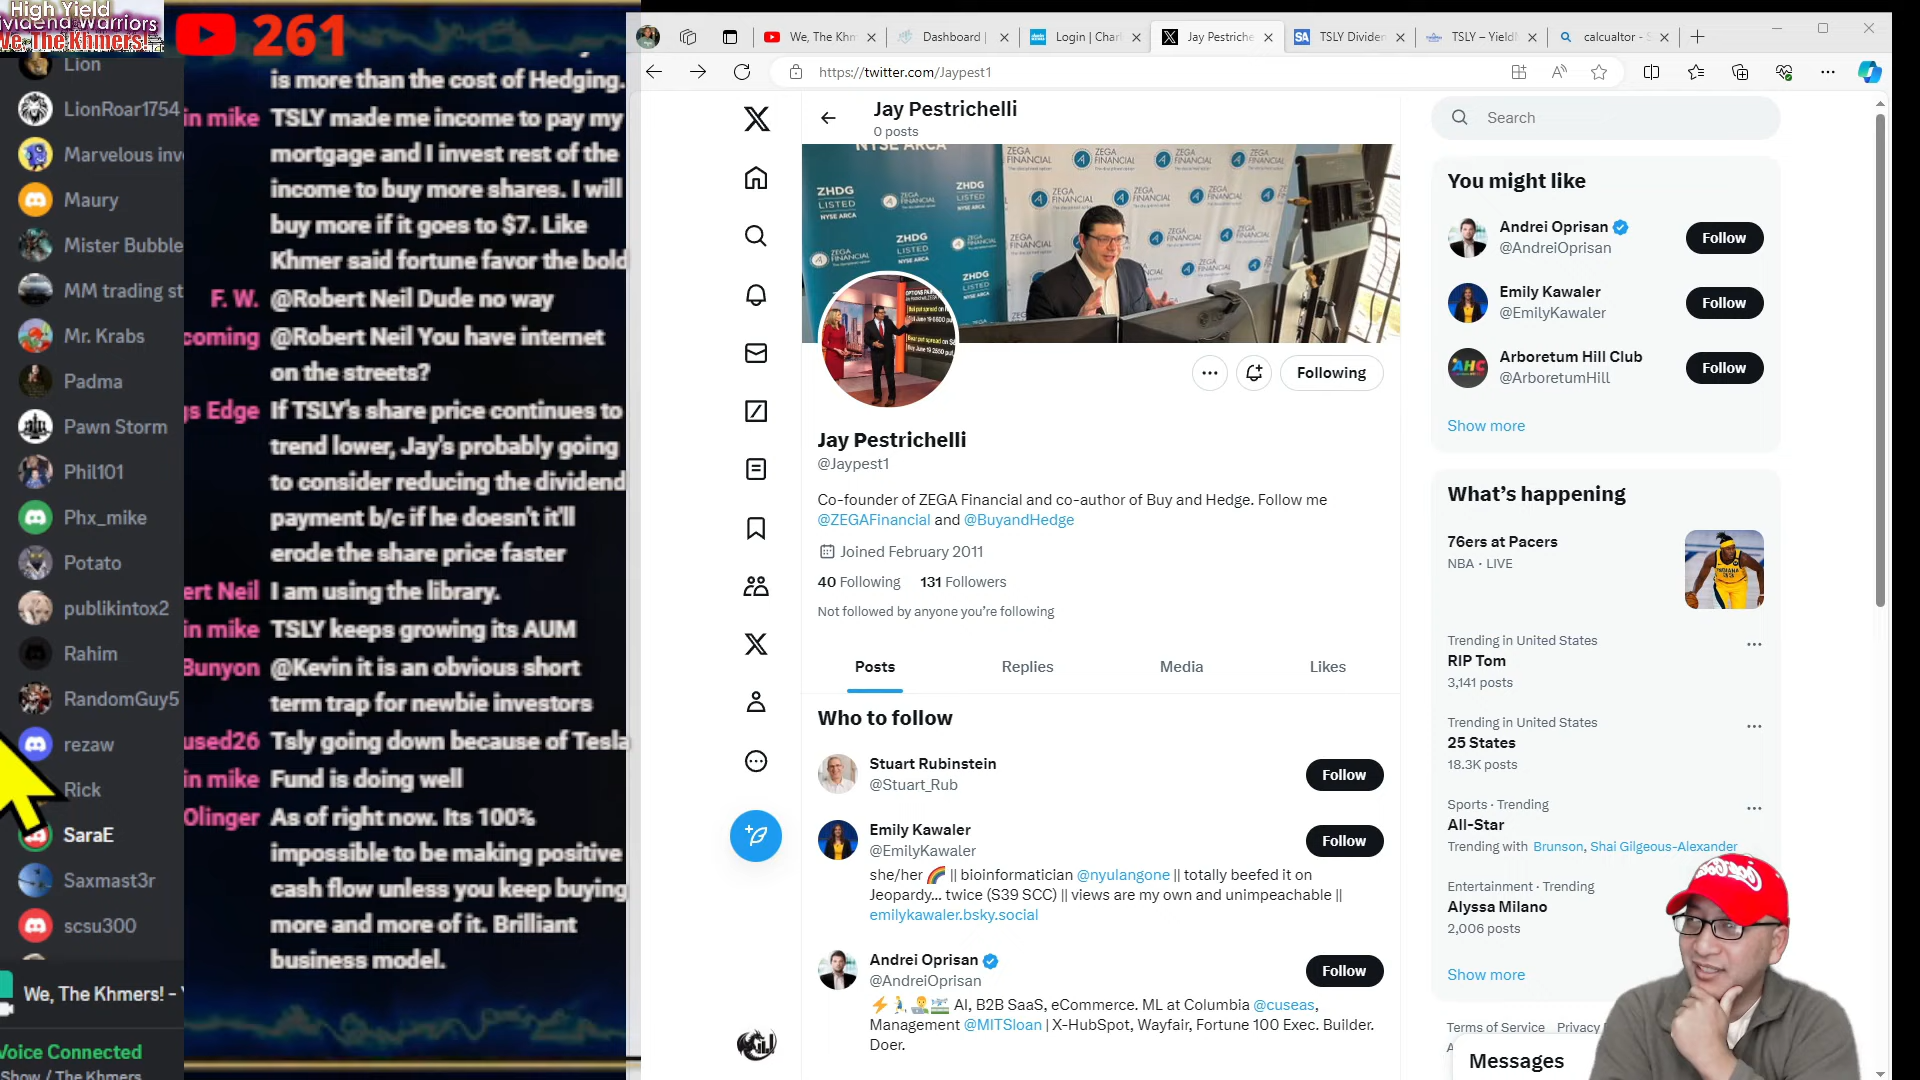 High Yield
Dividend Warriors
We, The Khmers!
261
Lion
LionRoar1754
Marvelous inv
Maury
Mister Bubble
MM trading st
Mr. Krabs
Padma
Pawn Storm
Phil101
Phx_mike
Potato
publikintox2
Rahim
RandomGuy5
rezaw
Rick
SaraE
Saxmast3r
scsu300
We, The Khmers! -
Voice Connected
Show / The Khmers
is more than the cost of Hedging.
in mike TSLY made me income to pay my
mortgage and I invest rest of the
income to buy more shares. I will
buy more if it goes to $7. Like
Khmer said fortune favor the bold
F. W. @Robert Neil Dude no way
coming @Robert Neil You have internet
on the streets?
gs Edge If TSLY's share price continues to
trend lower, Jay's probably going
to consider reducing the dividend
payment b/c if he doesn't it'll
erode the share price faster
ert Neil I am using the library.
in mike TSLY keeps growing its AUM
Bunyon @Kevin it is an obvious short
term trap for newbie investors
used26 Tsly going down because of Tesla
in mike Fund is doing well
Olinger As of right now. Its 100%
impossible to be making positive
cash flow unless you keep buying
more and more of it. Brilliant
business model.
We, The Khm
Dashboard |
Login | Charl
Jay Pestriche
TSLY Dividen
TSLY – Yield
calcualtor - S
https://twitter.com/Jaypest1
Jay Pestrichelli
0 posts
NYSE ARCA
ZHDG
LISTED
NYSE ARCA
ZEGA
FINANCIAL
Jay Pestrichelli
@Jaypest1
Following
Co-founder of ZEGA Financial and co-author of Buy and Hedge. Follow me
@ZEGAFinancial and @BuyandHedge
Joined February 2011
40 Following 131 Followers
Not followed by anyone you're following
Posts Replies Media Likes
Who to follow
Stuart Rubinstein
@Stuart_Rub
Follow
Emily Kawaler
@EmilyKawaler
Follow
she/her 🌈 || bioinformatician @nyulangone || totally beefed it on
Jeopardy... twice (S39 SCC) || views are my own and unimpeachable ||
emilykawaler.bsky.social
Andrei Oprisan
@AndreiOprisan
Follow
AI, B2B SaaS, eCommerce. ML at Columbia @cuseas,
Management @MITSloan | X-HubSpot, Wayfair, Fortune 100 Exec. Builder.
Doer.
Search
You might like
Andrei Oprisan
@AndreiOprisan
Follow
Emily Kawaler
@EmilyKawaler
Follow
Arboretum Hill Club
@ArboretumHill
Follow
AHC
Show more
What's happening
76ers at Pacers
NBA · LIVE
Trending in United States
RIP Tom
3,141 posts
Trending in United States
25 States
18.3K posts
Sports · Trending
All-Star
Trending with Brunson, Shai Gilgeous-Alexander
Entertainment · Trending
Alyssa Milano
2,006 posts
Show more
Terms of Service Privacy
Messages